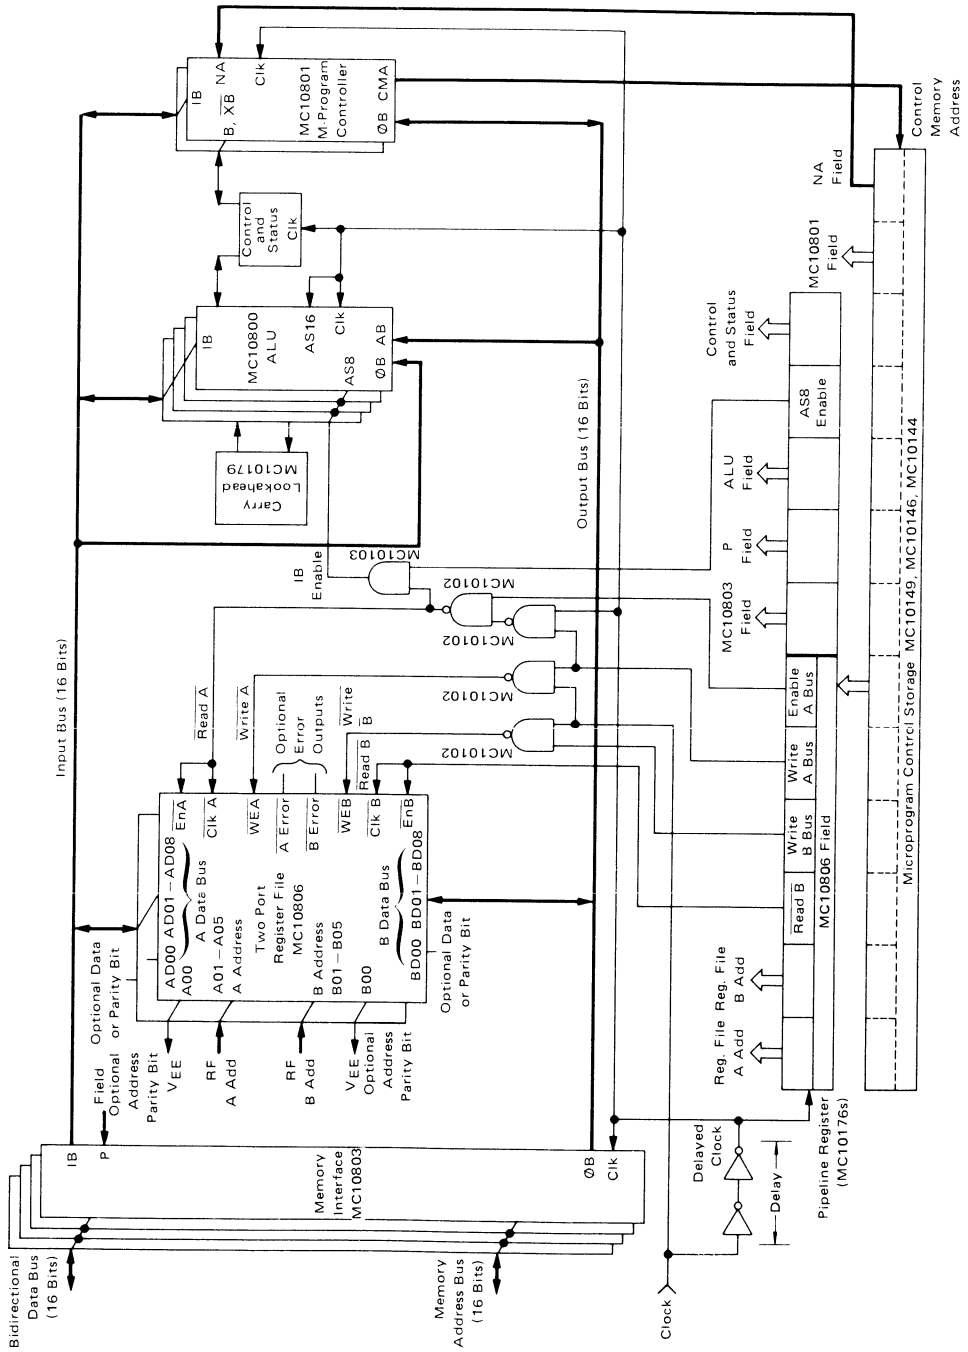 Bidirectional
Data Bus
(16 Bits)
Memory
Address Bus
(16 Bits)
IB
P
Memory
Interface
MC10803
ØB
Clk
Field
Input Bus (16 Bits)
Output Bus (16 Bits)
Optional Data
or Parity Bit
Optional
Address
Parity Bit
VEE
RF
A Add
RF
B Add
VEE
Optional
Address
Parity Bit
AD00 AD01–AD08
A00
A Data Bus
A01–A05
A Address
Two Port
Register File
MC10806
B Address
B01–B05
B00
B Data Bus
BD00 BD01–BD08
Optional Data
or Parity Bit
EnA
Clk A
WEA
A Error
B Error
WEB
Clk B
EnB
Read A
Write A
Optional
Error
Outputs
Write B
Read B
MC10102
MC10102
MC10102
MC10102
MC10103
IB
Enable
Carry
Lookahead
MC10179
IB
MC10800
ALU
AS16
Clk
AS8
ØB AB
Control
and
Status
Clk
IB
B, XB
NA
Clk
MC10801
M-Program
Controller
ØB CMA
Clock
Delayed
Clock
Delay
Pipeline Register
(MC10176s)
Reg. File
A Add
Reg. File
B Add
Read B
Write
B Bus
Write
A Bus
Enable
A Bus
MC10806 Field
MC10803
Field
P
Field
ALU
Field
AS8
Enable
Control
and Status
Field
MC10801
Field
NA
Field
Control
Memory
Address
Microprogram Control Storage MC10149, MC10146, MC10144